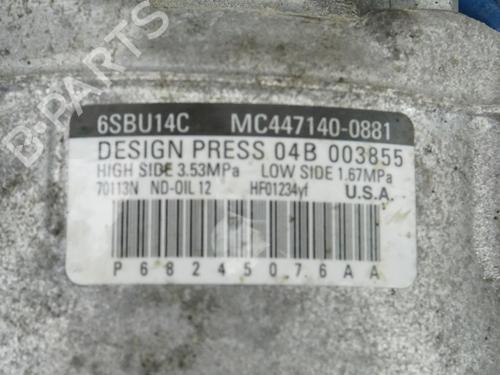 B-PARTS
6SBU14C MC447140-0881
DESIGN PRESS 04B 003855
HIGH SIDE 3.53MPa LOW SIDE 1.67MPa
70113N ND-OIL 12 HF01234yf U.S.A.
P68245076AA